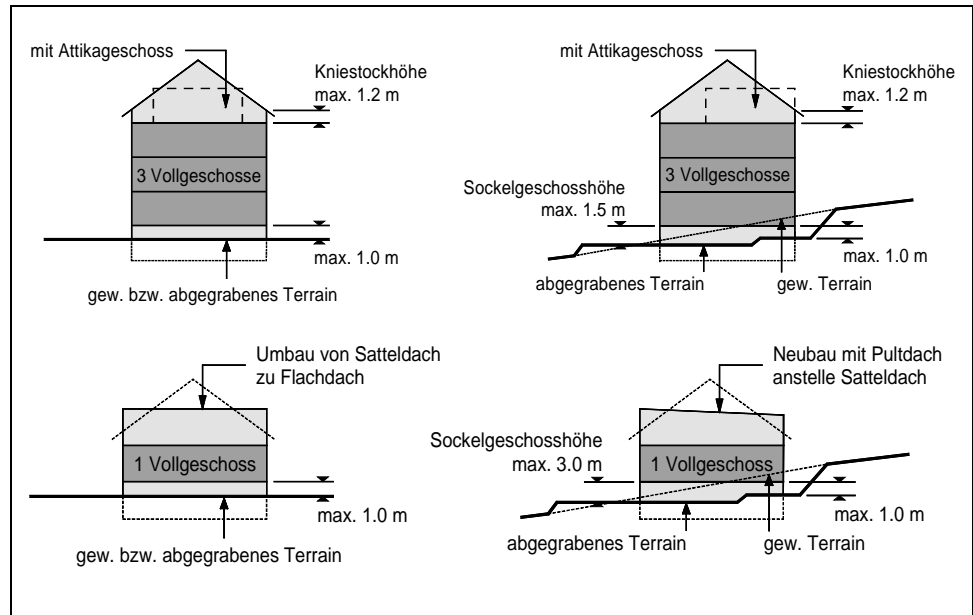 mit Attikageschoss
Kniestockhöhe
max. 1.2 m
3 Vollgeschosse
max. 1.0 m
gew. bzw. abgegrabenes Terrain
mit Attikageschoss
Kniestockhöhe
max. 1.2 m
3 Vollgeschosse
Sockelgeschosshöhe
max. 1.5 m
max. 1.0 m
abgegrabenes Terrain
gew. Terrain
Umbau von Satteldach
zu Flachdach
1 Vollgeschoss
max. 1.0 m
gew. bzw. abgegrabenes Terrain
Neubau mit Pultdach
anstelle Satteldach
Sockelgeschosshöhe
max. 3.0 m
1 Vollgeschoss
max. 1.0 m
abgegrabenes Terrain
gew. Terrain